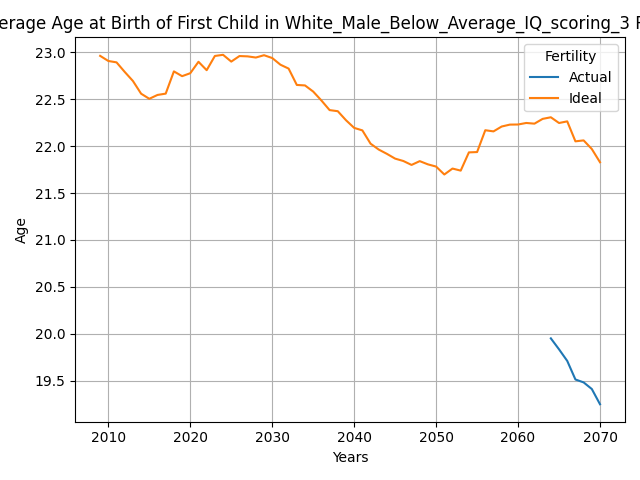 erage Age at Birth of First Child in White_Male_Below_Average_IQ_scoring_3
Fertility
Actual
Ideal
23.0
22.5
22.0
21.5
21.0
20.5
20.0
19.5
Age
2010 2020 2030 2040 2050 2060 2070
Years